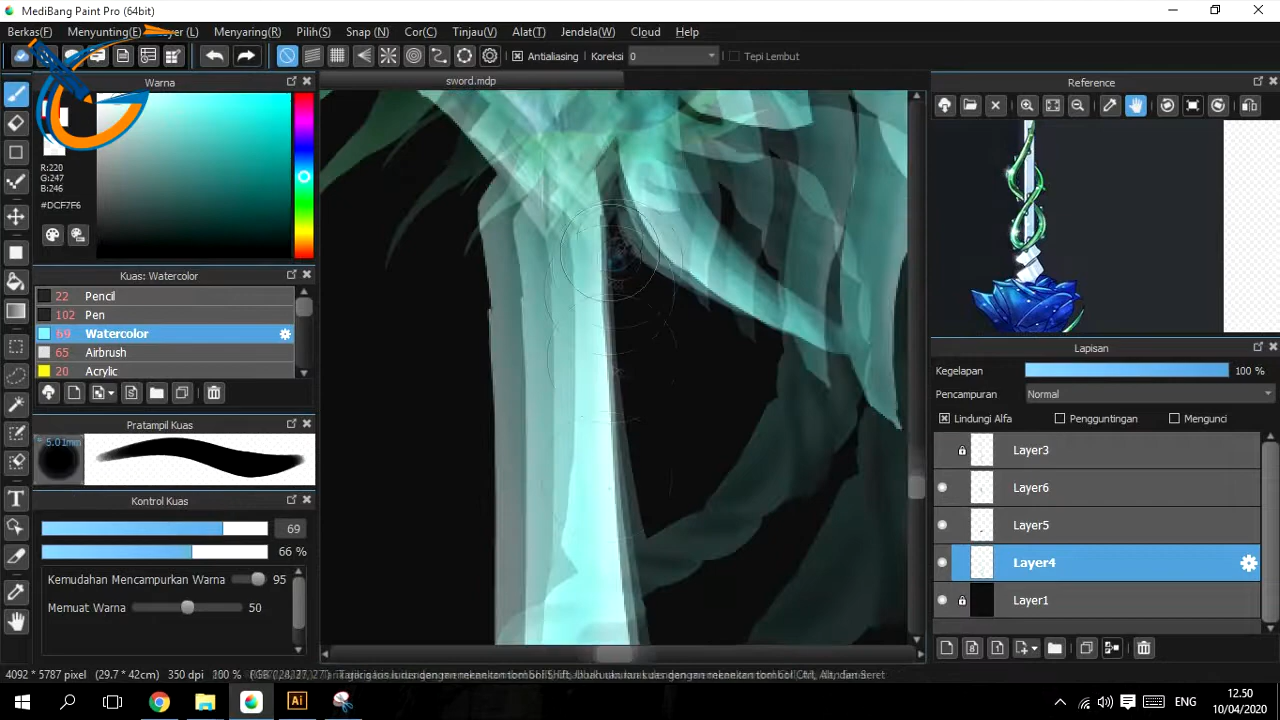 MediBang Paint Pro (64bit)
Berkas(F) Menyunting(E) Layer (L) Menyaring(R) Pilih(S) Snap (N) Cor(C) Tinjau(V) Alat(T) Jendela(W) Cloud Help
Antialiasing Koreksi 0 Tepi Lembut
Warna
sword.mdp
Reference
R:220
G:247
B:246
#DCF7F6
Kuas: Watercolor
22 Pencil
102 Pen
69 Watercolor
65 Airbrush
20 Acrylic
Pratampil Kuas
5.01mm
Kontrol Kuas
69
66 %
Kemudahan Mencampurkan Warna 95
Memuat Warna 50
Lapisan
Kegelapan 100 %
Pencampuran Normal
Lindungi Alfa Pengguntingan Mengunci
Layer3
Layer6
Layer5
Layer4
Layer1
4092 * 5787 pixel (29.7 * 42cm) 350 dpi
Ai
ENG
12.50
10/04/2020